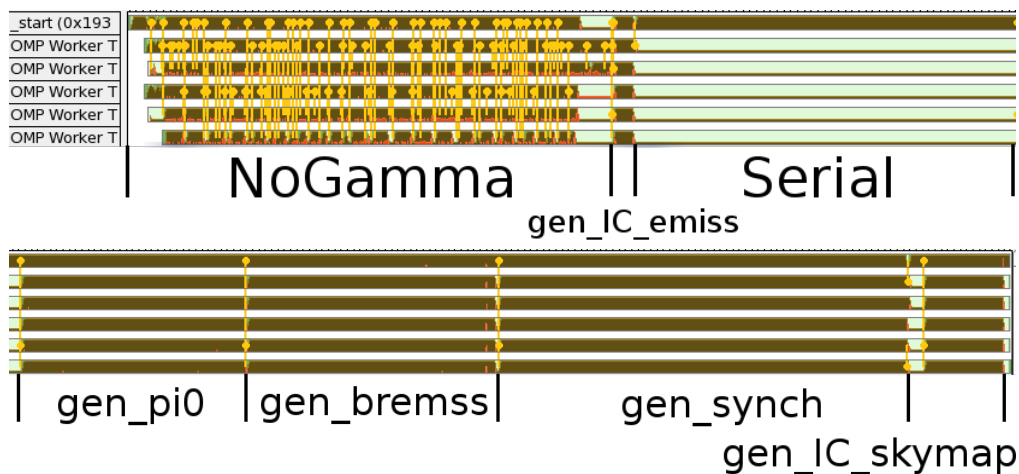 _start (0x193
OMP Worker T
OMP Worker T
OMP Worker T
OMP Worker T
OMP Worker T
NoGamma
Serial
gen_IC_emiss
gen_pi0
gen_bremss
gen_synch
gen_IC_skymap